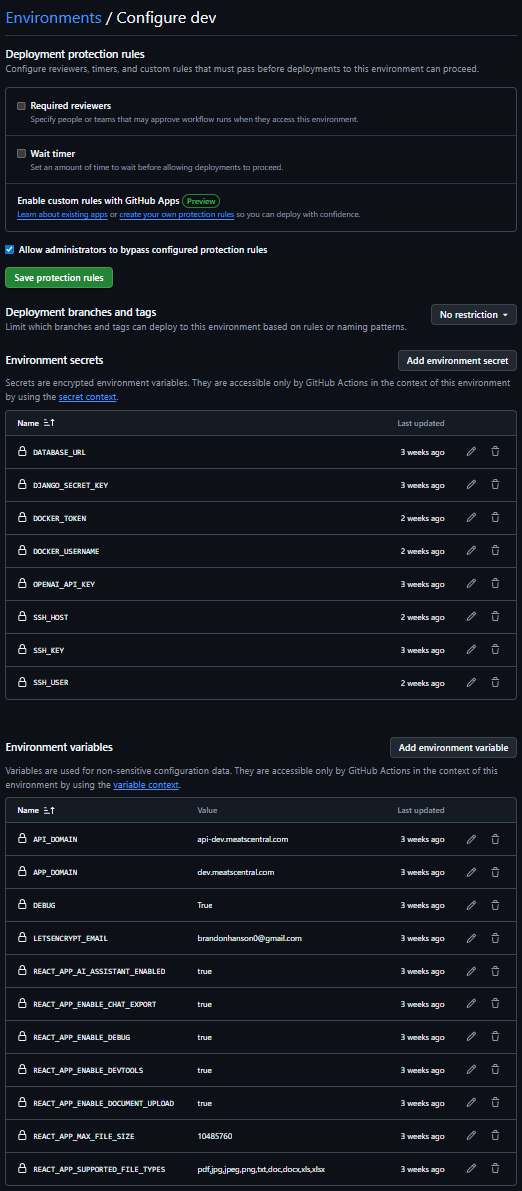 Environments / Configure dev
Deployment protection rules
Configure reviewers, timers, and custom rules that must pass before deployments to this environment can proceed.
Required reviewers
Specify people or teams that may approve workflow runs when they access this environment.
Wait timer
Set an amount of time to wait before allowing deployments to proceed.
Enable custom rules with GitHub Apps Preview
Learn about existing apps or create your own protection rules so you can deploy with confidence.
Allow administrators to bypass configured protection rules
Save protection rules
Deployment branches and tags
No restriction
Limit which branches and tags can deploy to this environment based on rules or naming patterns.
Environment secrets
Add environment secret
Secrets are encrypted environment variables. They are accessible only by GitHub Actions in the context of this environment
by using the secret context.
Name Last updated
DATABASE_URL 3 weeks ago
DJANGO_SECRET_KEY 3 weeks ago
DOCKER_TOKEN 2 weeks ago
DOCKER_USERNAME 2 weeks ago
OPENAI_API_KEY 3 weeks ago
SSH_HOST 2 weeks ago
SSH_KEY 3 weeks ago
SSH_USER 2 weeks ago
Environment variables
Add environment variable
Variables are used for non-sensitive configuration data. They are accessible only by GitHub Actions in the context of this
environment by using the variable context.
Name Value Last updated
API_DOMAIN api-dev.meatscentral.com 3 weeks ago
APP_DOMAIN dev.meatscentral.com 3 weeks ago
DEBUG True 3 weeks ago
LETSENCRYPT_EMAIL brandonhanson0@gmail.com 3 weeks ago
REACT_APP_AI_ASSISTANT_ENABLED true 3 weeks ago
REACT_APP_ENABLE_CHAT_EXPORT true 3 weeks ago
REACT_APP_ENABLE_DEBUG true 3 weeks ago
REACT_APP_ENABLE_DEVTOOLS true 3 weeks ago
REACT_APP_ENABLE_DOCUMENT_UPLOAD true 3 weeks ago
REACT_APP_MAX_FILE_SIZE 10485760 3 weeks ago
REACT_APP_SUPPORTED_FILE_TYPES pdf,jpg,jpeg,png,txt,doc,docx,xls,xlsx 3 weeks ago